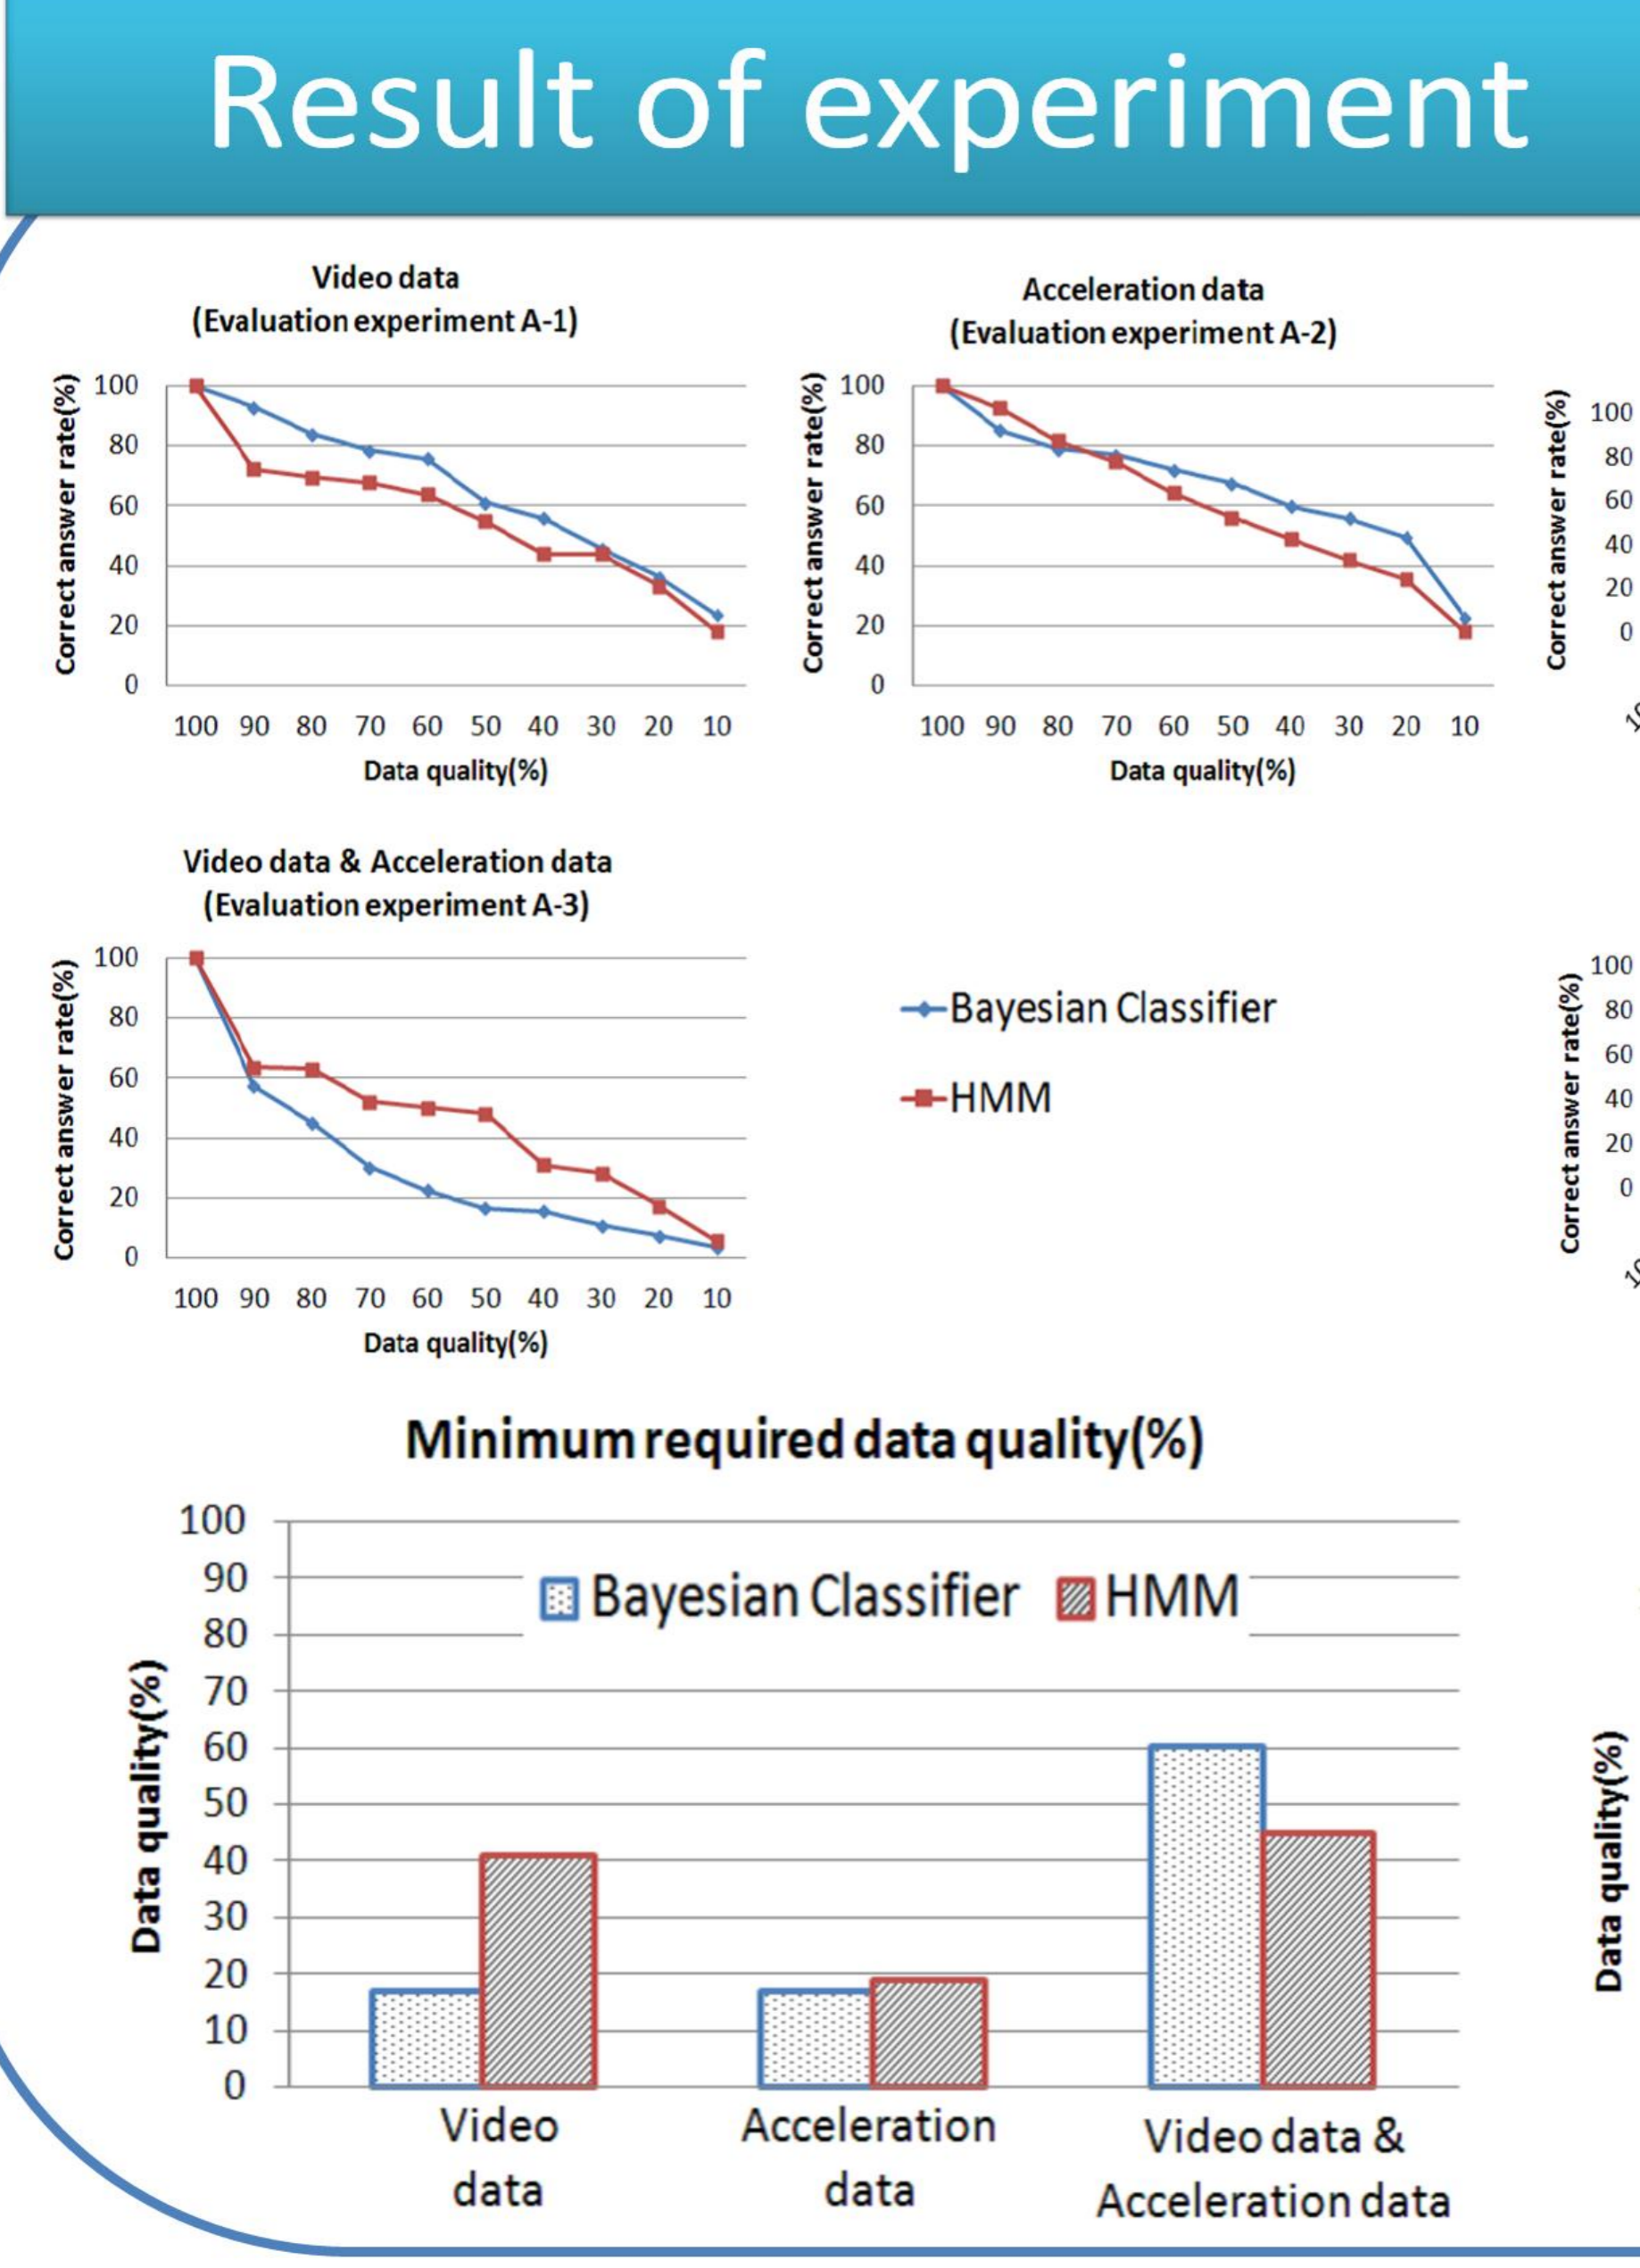 Result of experiment
Video data
(Evaluation experiment A-1)
Correct answer rate(%)
100
80
60
40
20
0
100 90 80 70 60 50 40 30 20 10
Data quality(%)
Acceleration data
(Evaluation experiment A-2)
Correct answer rate(%)
100
80
60
40
20
0
100 90 80 70 60 50 40 30 20 10
Data quality(%)
Correct answer rate(%)
100
80
60
40
20
0
Video data & Acceleration data
(Evaluation experiment A-3)
Correct answer rate(%)
100
80
60
40
20
0
100 90 80 70 60 50 40 30 20 10
Data quality(%)
Bayesian Classifier
HMM
Correct answer rate(%)
100
80
60
40
20
0
Minimum required data quality(%)
Data quality(%)
100
90
80
70
60
50
40
30
20
10
0
Bayesian Classifier HMM
Video
data
Acceleration
data
Video data &
Acceleration data
Data quality(%)